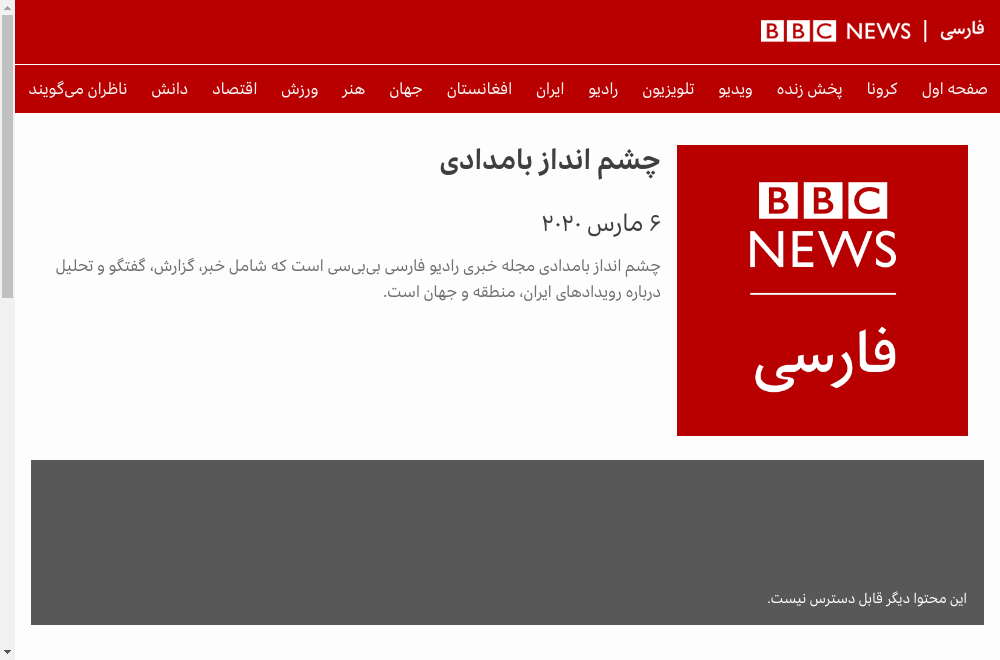 BBC NEWS | فارسی
صفحه اول کرونا پخش زنده ویدیو تلویزیون رادیو ایران افغانستان جهان هنر ورزش اقتصاد دانش ناظران می‌گویند
BBC
NEWS
فارسی
چشم انداز بامدادی
۶ مارس ۲۰۲۰
چشم انداز بامدادی مجله خبری رادیو فارسی بی‌بی‌سی است که شامل خبر، گزارش، گفتگو و تحلیل
درباره رویدادهای ایران، منطقه و جهان است.
این محتوا دیگر قابل دسترس نیست.